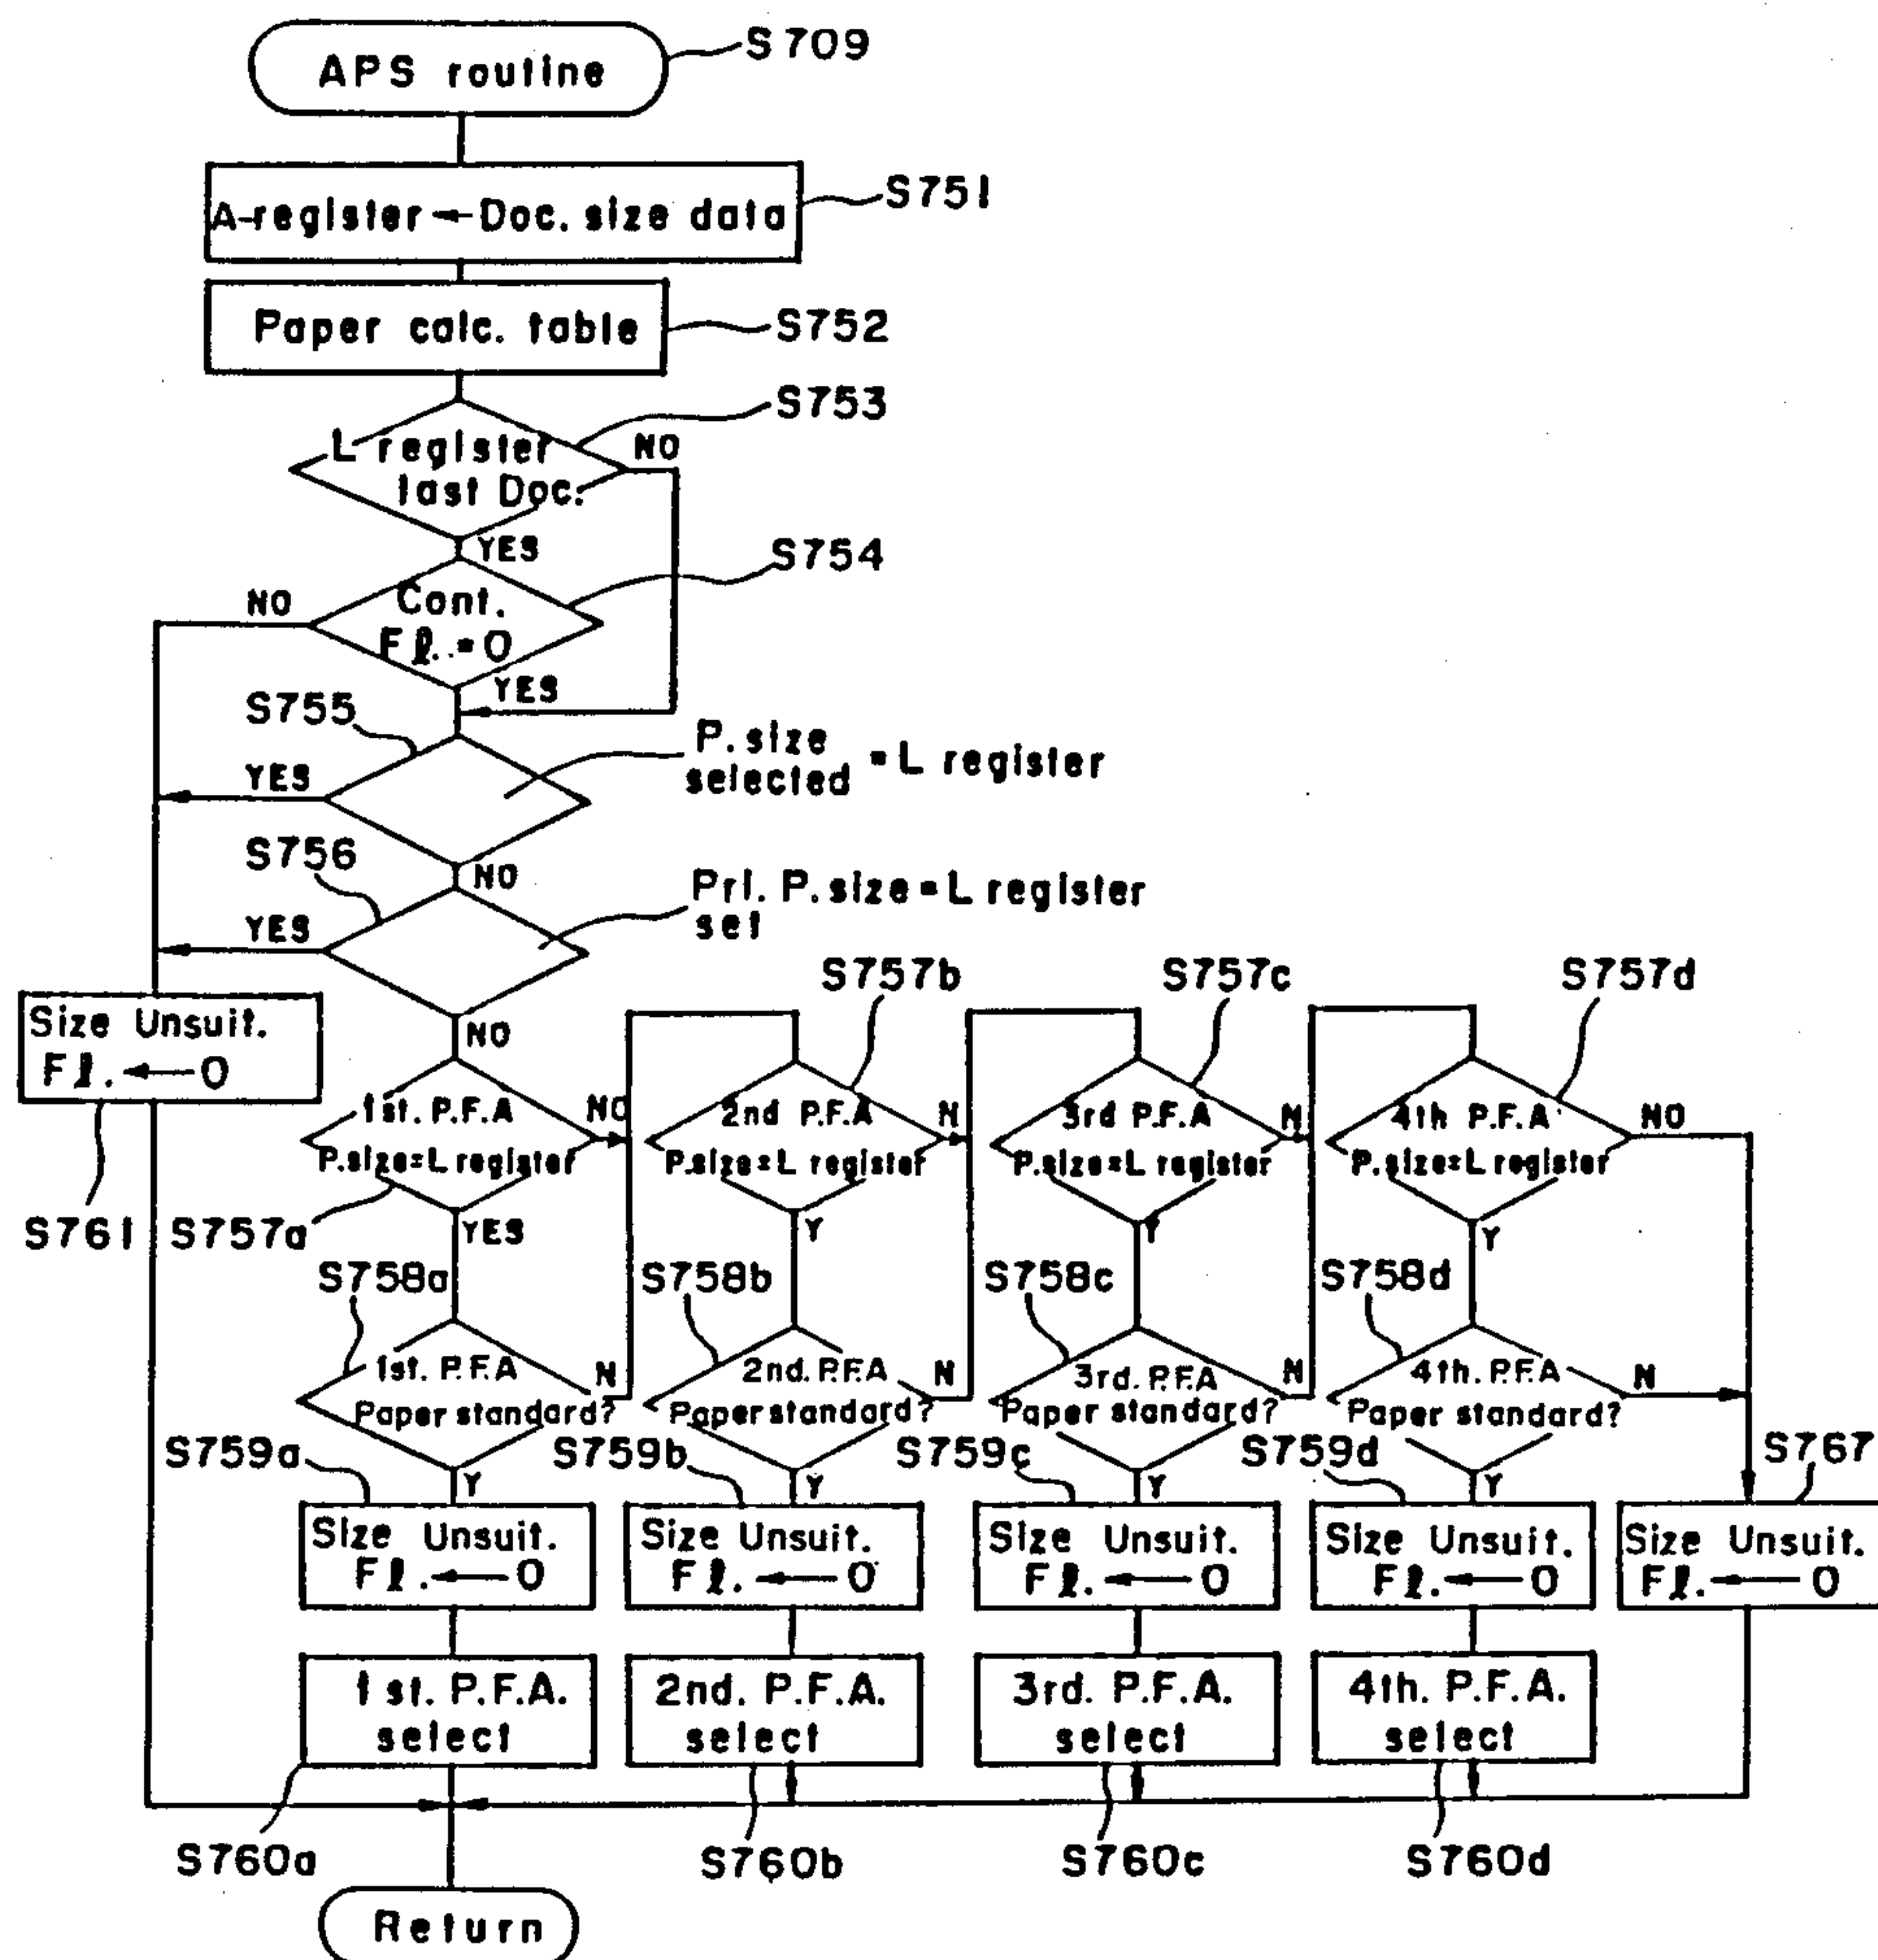 APS routine
S709
A-register ← Doc. size data
S751
Paper calc. table
S752
S753
L register
last Doc.
NO
YES
S754
Cont.
Fl. = 0
NO
YES
S755
P. size
selected = L register
YES
NO
S756
Pri. P. size = L register
set
YES
NO
S757b
S757c
S757d
Size Unsuit.
Fl. ← 0
1st. P.F.A
P.size = L register
NO
2nd P.F.A
P.size = L register
N
3rd P.F.A
P.size = L register
N
4th P.F.A
P.size = L register
NO
S761
S757a
YES
Y
Y
Y
S758a
S758b
S758c
S758d
1st. P.F.A
Paper standard?
N
2nd. P.F.A
Paper standard?
N
3rd. P.F.A
Paper standard?
N
4th. P.F.A
Paper standard?
N
S759a
Y
S759b
Y
S759c
Y
S759d
Y
S767
Size Unsuit.
Fl. ← 0
Size Unsuit.
Fl. ← 0
Size Unsuit.
Fl. ← 0
Size Unsuit.
Fl. ← 0
Size Unsuit.
Fl. ← 0
1st. P.F.A.
select
2nd. P.F.A.
select
3rd. P.F.A.
select
4th. P.F.A.
select
S760a
S760b
S760c
S760d
Return